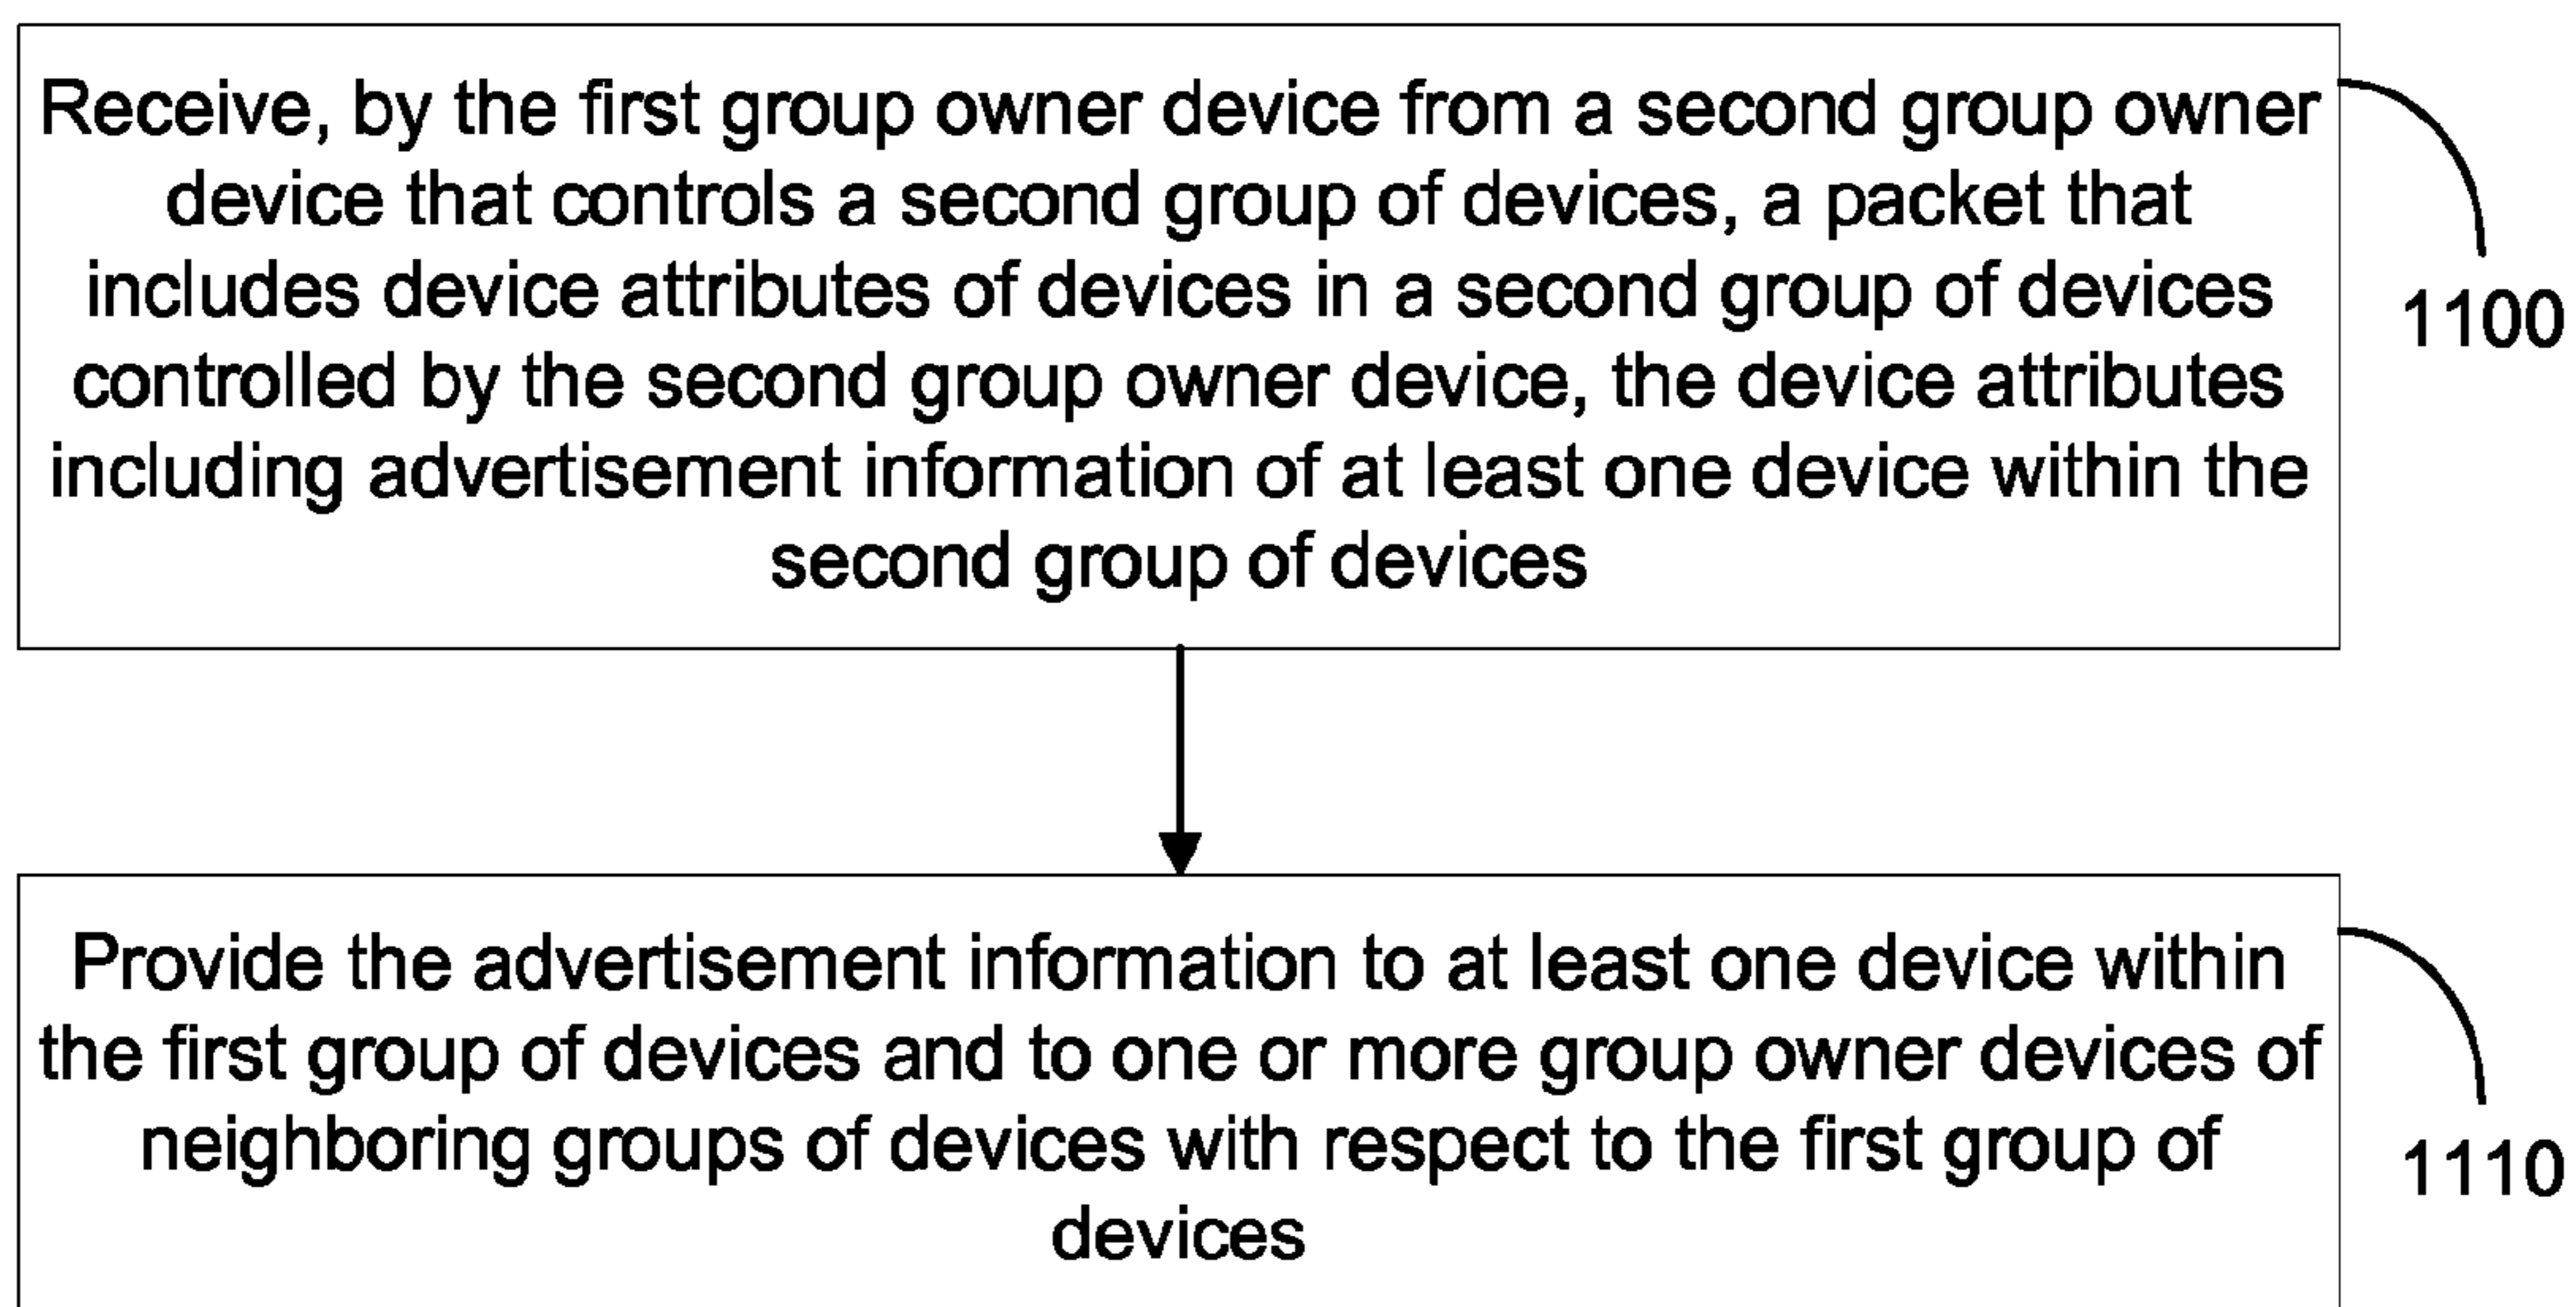 Receive, by the first group owner device from a second group owner
device that controls a second group of devices, a packet that
includes device attributes of devices in a second group of devices
controlled by the second group owner device, the device attributes
including advertisement information of at least one device within the
second group of devices
1100
Provide the advertisement information to at least one device within
the first group of devices and to one or more group owner devices of
neighboring groups of devices with respect to the first group of
devices
1110